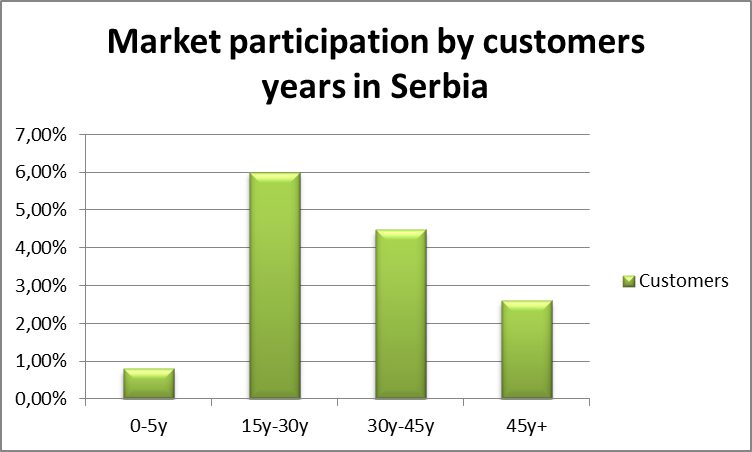 Market participation by customers
years in Serbia
7,00%
6,00%
5,00%
4,00%
3,00%
2,00%
1,00%
0,00%
0-5y
15y-30y
30y-45y
45y+
Customers